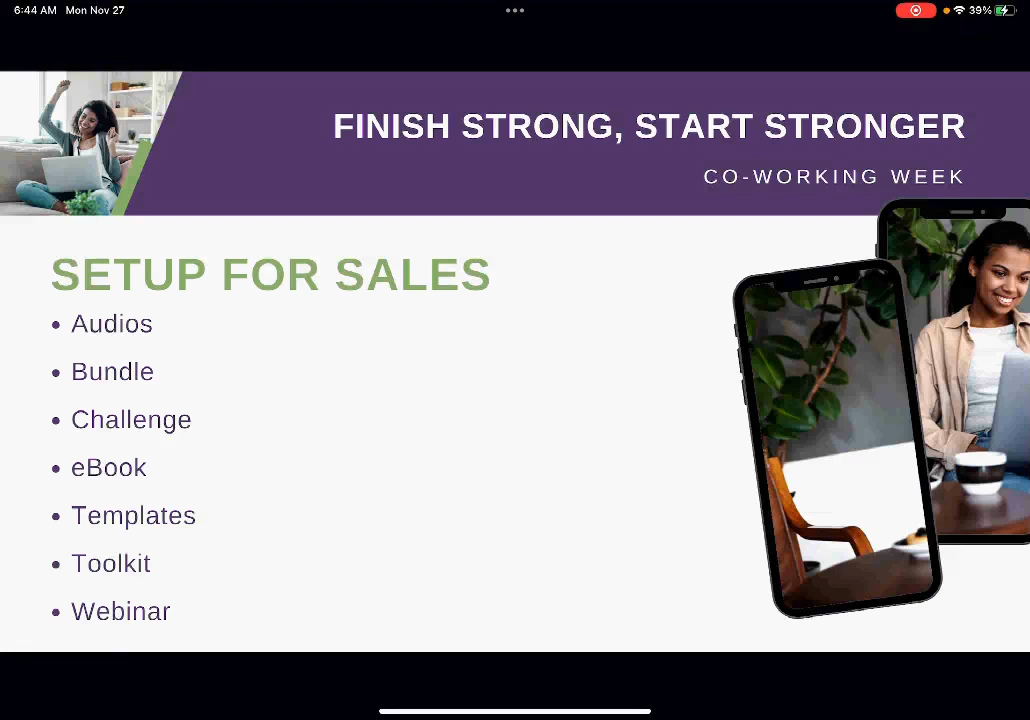 6:44 AM Mon Nov 27
39%
FINISH STRONG, START STRONGER
CO-WORKING WEEK
SETUP FOR SALES
• Audios
• Bundle
• Challenge
• eBook
• Templates
• Toolkit
• Webinar